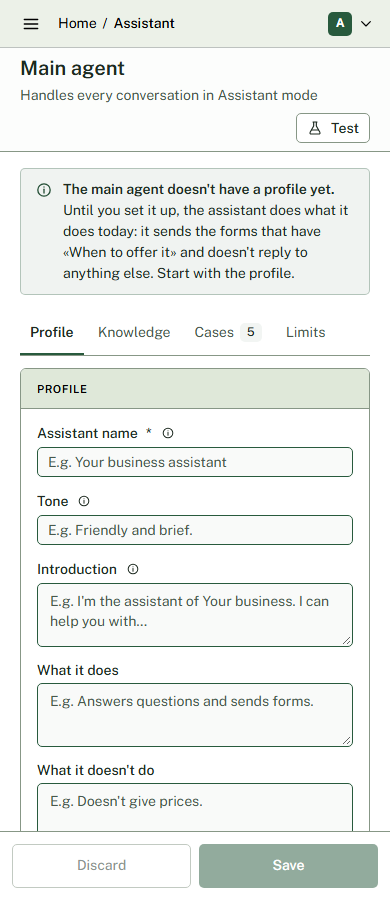 Home / Assistant
A
Main agent
Handles every conversation in Assistant mode
Test
The main agent doesn't have a profile yet.
Until you set it up, the assistant does what it
does today: it sends the forms that have
«When to offer it» and doesn't reply to
anything else. Start with the profile.
Profile Knowledge Cases 5 Limits
PROFILE
Assistant name *
E.g. Your business assistant
Tone
E.g. Friendly and brief.
Introduction
E.g. I'm the assistant of Your business. I can
help you with...
What it does
E.g. Answers questions and sends forms.
What it doesn't do
E.g. Doesn't give prices.
Discard Save